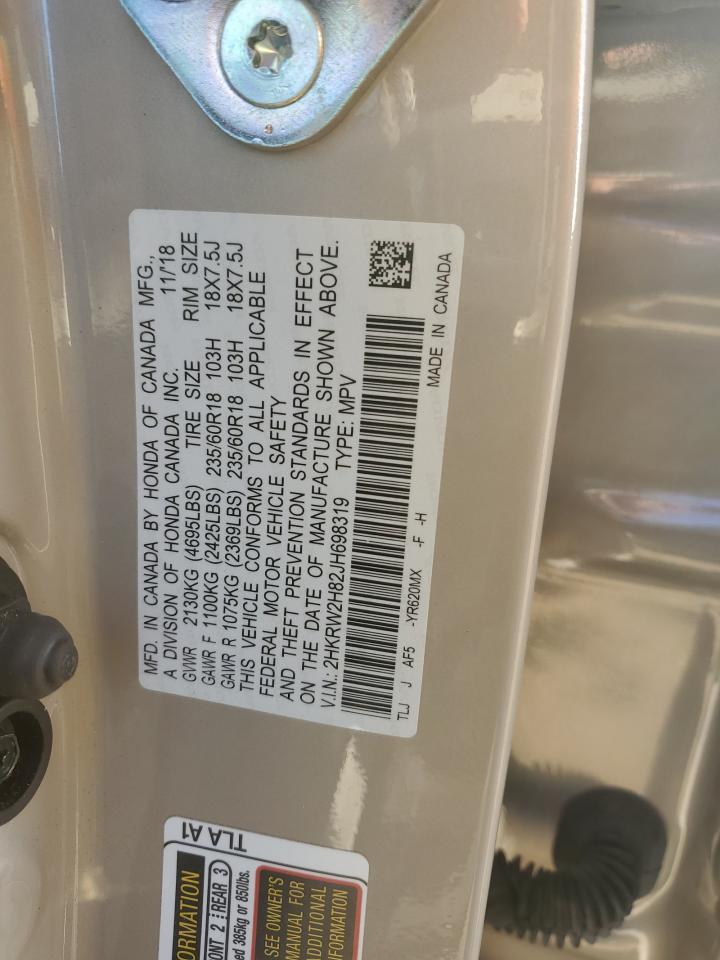 MFD. IN CANADA BY HONDA OF CANADA MFG.,
A DIVISION OF HONDA CANADA INC. 11/'18
GVWR 2130KG (4695LBS) TIRE SIZE RIM SIZE
GAWR F 1100KG (2425LBS) 235/60R18 103H 18X7.5J
GAWR R 1075KG (2369LBS) 235/60R18 103H 18X7.5J
THIS VEHICLE CONFORMS TO ALL APPLICABLE
FEDERAL MOTOR VEHICLE SAFETY
AND THEFT PREVENTION STANDARDS IN EFFECT
ON THE DATE OF MANUFACTURE SHOWN ABOVE.
V.I.N.: 2HKRW2H82JH698319 TYPE: MPV
TLJ J AF5 -YR620MX -F -H MADE IN CANADA
TLA A1
ORMATION
ONT 2 REAR 3
ed 385kg or 850lbs.
SEE OWNER'S
MANUAL FOR
ADDITIONAL
INFORMATION